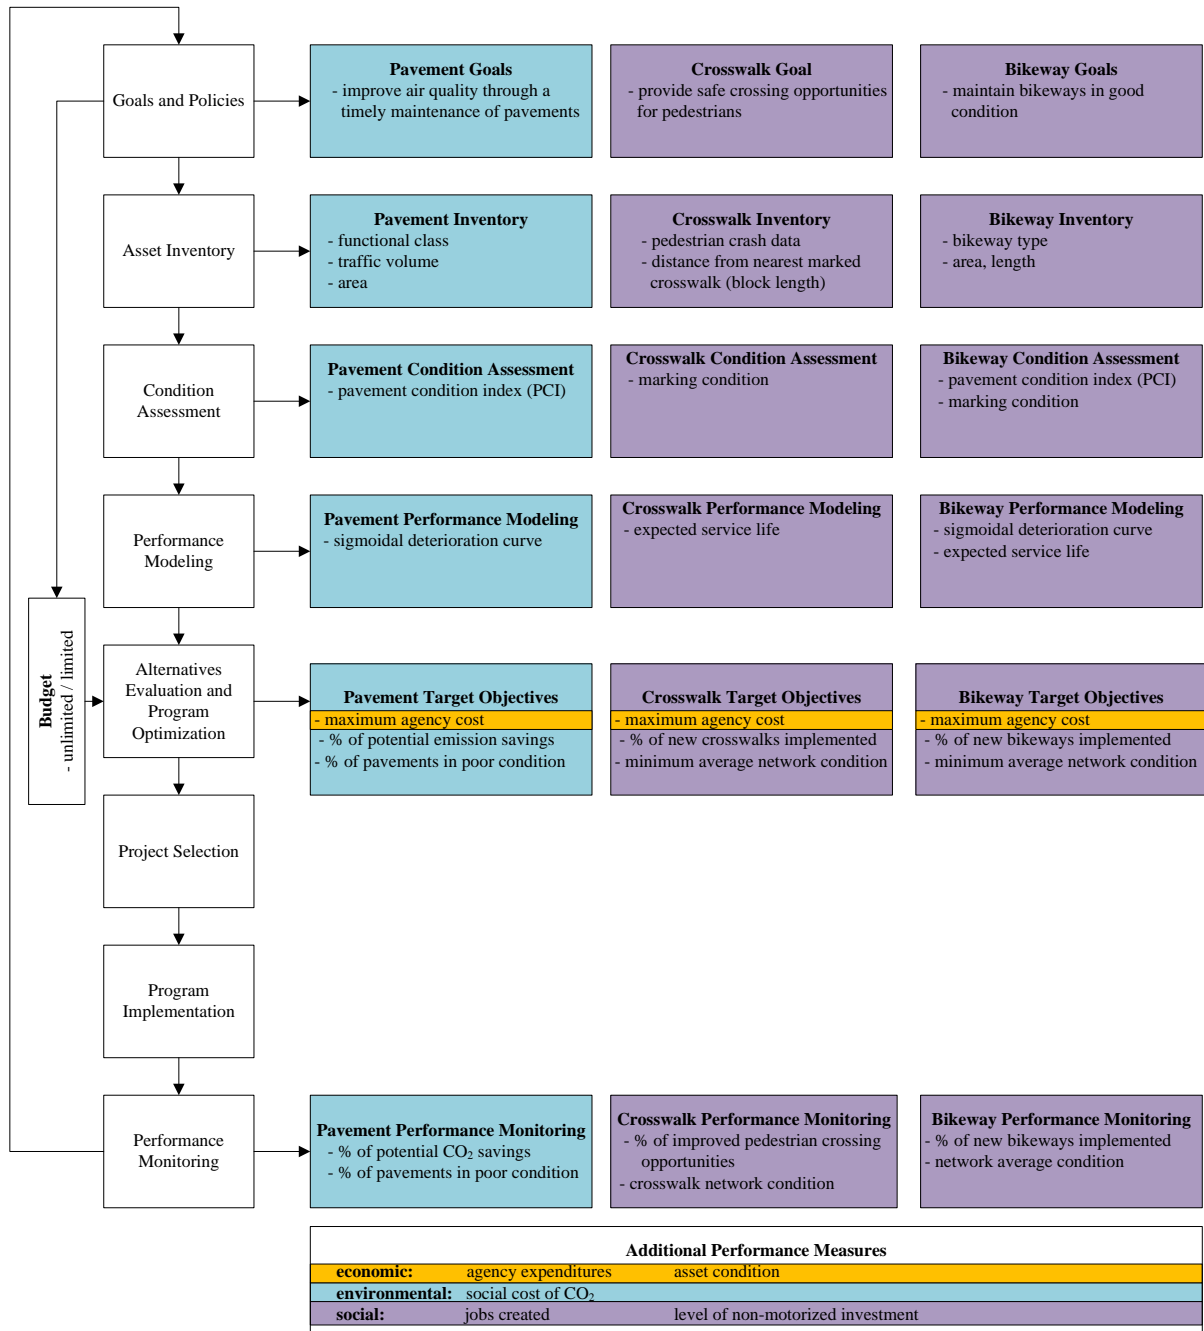 Goals and Policies
Pavement Goals
- improve air quality through a
timely maintenance of pavements
Crosswalk Goal
- provide safe crossing opportunities
for pedestrians
Bikeway Goals
- maintain bikeways in good
condition
Asset Inventory
Pavement Inventory
- functional class
- traffic volume
- area
Crosswalk Inventory
- pedestrian crash data
- distance from nearest marked
crosswalk (block length)
Bikeway Inventory
- bikeway type
- area, length
Condition
Assessment
Pavement Condition Assessment
- pavement condition index (PCI)
Crosswalk Condition Assessment
- marking condition
Bikeway Condition Assessment
- pavement condition index (PCI)
- marking condition
Performance
Modeling
Pavement Performance Modeling
- sigmoidal deterioration curve
Crosswalk Performance Modeling
- expected service life
Bikeway Performance Modeling
- sigmoidal deterioration curve
- expected service life
Budget
- unlimited / limited
Alternatives
Evaluation and
Program
Optimization
Pavement Target Objectives
- maximum agency cost
- % of potential emission savings
- % of pavements in poor condition
Crosswalk Target Objectives
- maximum agency cost
- % of new crosswalks implemented
- minimum average network condition
Bikeway Target Objectives
- maximum agency cost
- % of new bikeways implemented
- minimum average network condition
Project Selection
Program
Implementation
Performance
Monitoring
Pavement Performance Monitoring
- % of potential CO₂ savings
- % of pavements in poor condition
Crosswalk Performance Monitoring
- % of improved pedestrian crossing
opportunities
- crosswalk network condition
Bikeway Performance Monitoring
- % of new bikeways implemented
- network average condition
Additional Performance Measures
economic: agency expenditures asset condition
environmental: social cost of CO₂
social: jobs created level of non-motorized investment